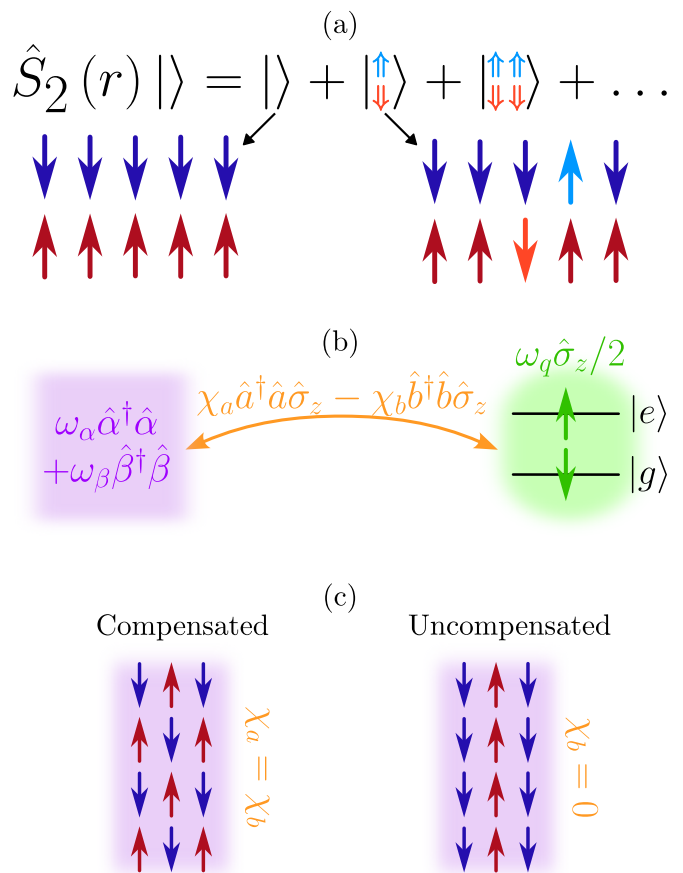 (a)
Ŝ₂ (r) |⟩ = |⟩ + |⇑⇓⟩ + |⇑⇑⇓⇓⟩ + ...
(b)
ω_q σ̂_z/2
χ_a â†â σ̂_z − χ_b b̂†b̂ σ̂_z
ω_α α̂†α̂
+ω_β β̂†β̂
|e⟩
|g⟩
(c)
Compensated
Uncompensated
χ_a = χ_b
χ_b = 0